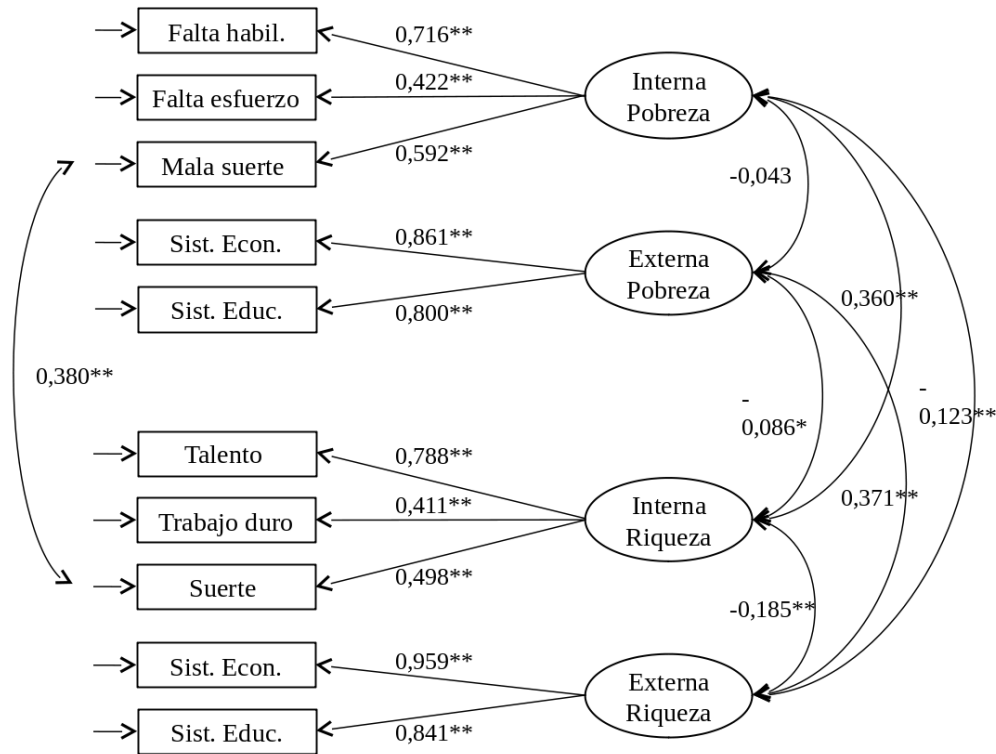 Falta habil.
0,716**
Interna
Pobreza
Falta esfuerzo
0,422**
Mala suerte
0,592**
-0,043
Sist. Econ.
0,861**
Externa
Pobreza
Sist. Educ.
0,800**
0,360**
0,380**
-
0,086*
-
0,123**
Talento
0,788**
Interna
Riqueza
0,371**
Trabajo duro
0,411**
Suerte
0,498**
-0,185**
Sist. Econ.
0,959**
Externa
Riqueza
Sist. Educ.
0,841**